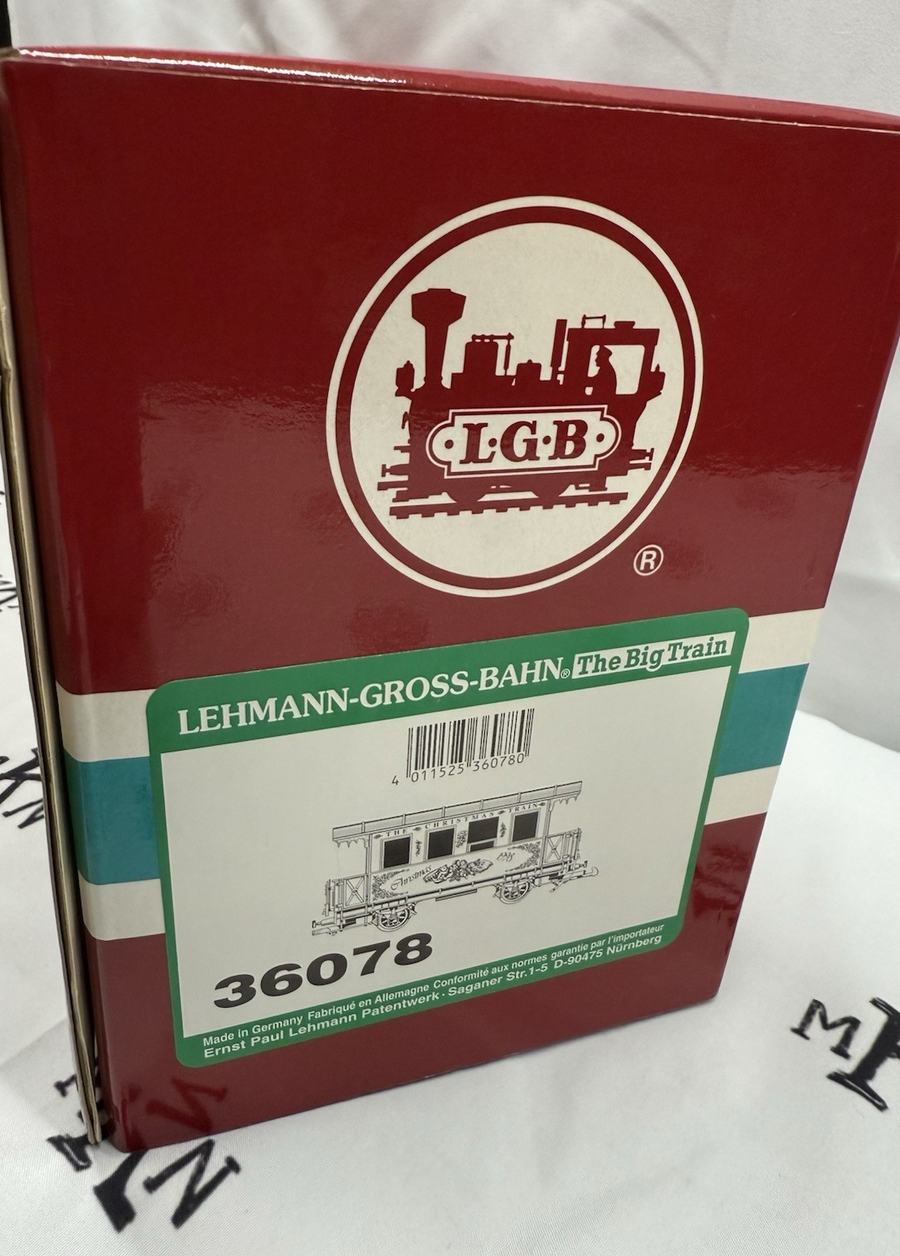 L·G·B
®
LEHMANN-GROSS-BAHN® The Big Train
4 011525 360780
THE CHRISTMAS TRAIN
Christmas
36078
Made in Germany Fabriqué en Allemagne Conformité aux normes garantie par l'importateur
Ernst Paul Lehmann Patentwerk · Saganer Str.1-5 D-90475 Nürnberg